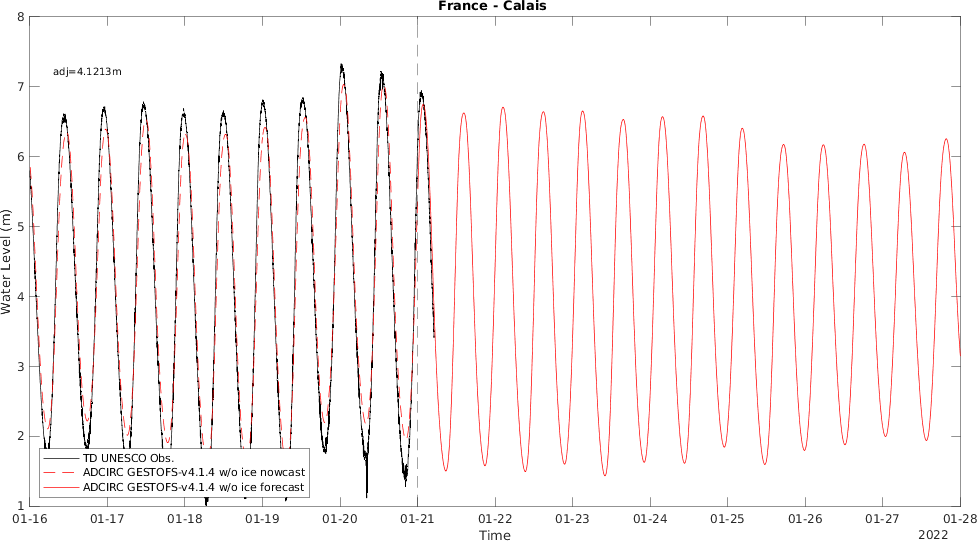 France - Calais
adj=4.1213m
Water Level (m)
8
7
6
5
4
3
2
1
TD UNESCO Obs.
ADCIRC GESTOFS-v4.1.4 w/o ice nowcast
ADCIRC GESTOFS-v4.1.4 w/o ice forecast
01-16 01-17 01-18 01-19 01-20 01-21 01-22 01-23 01-24 01-25 01-26 01-27 01-28
Time
2022